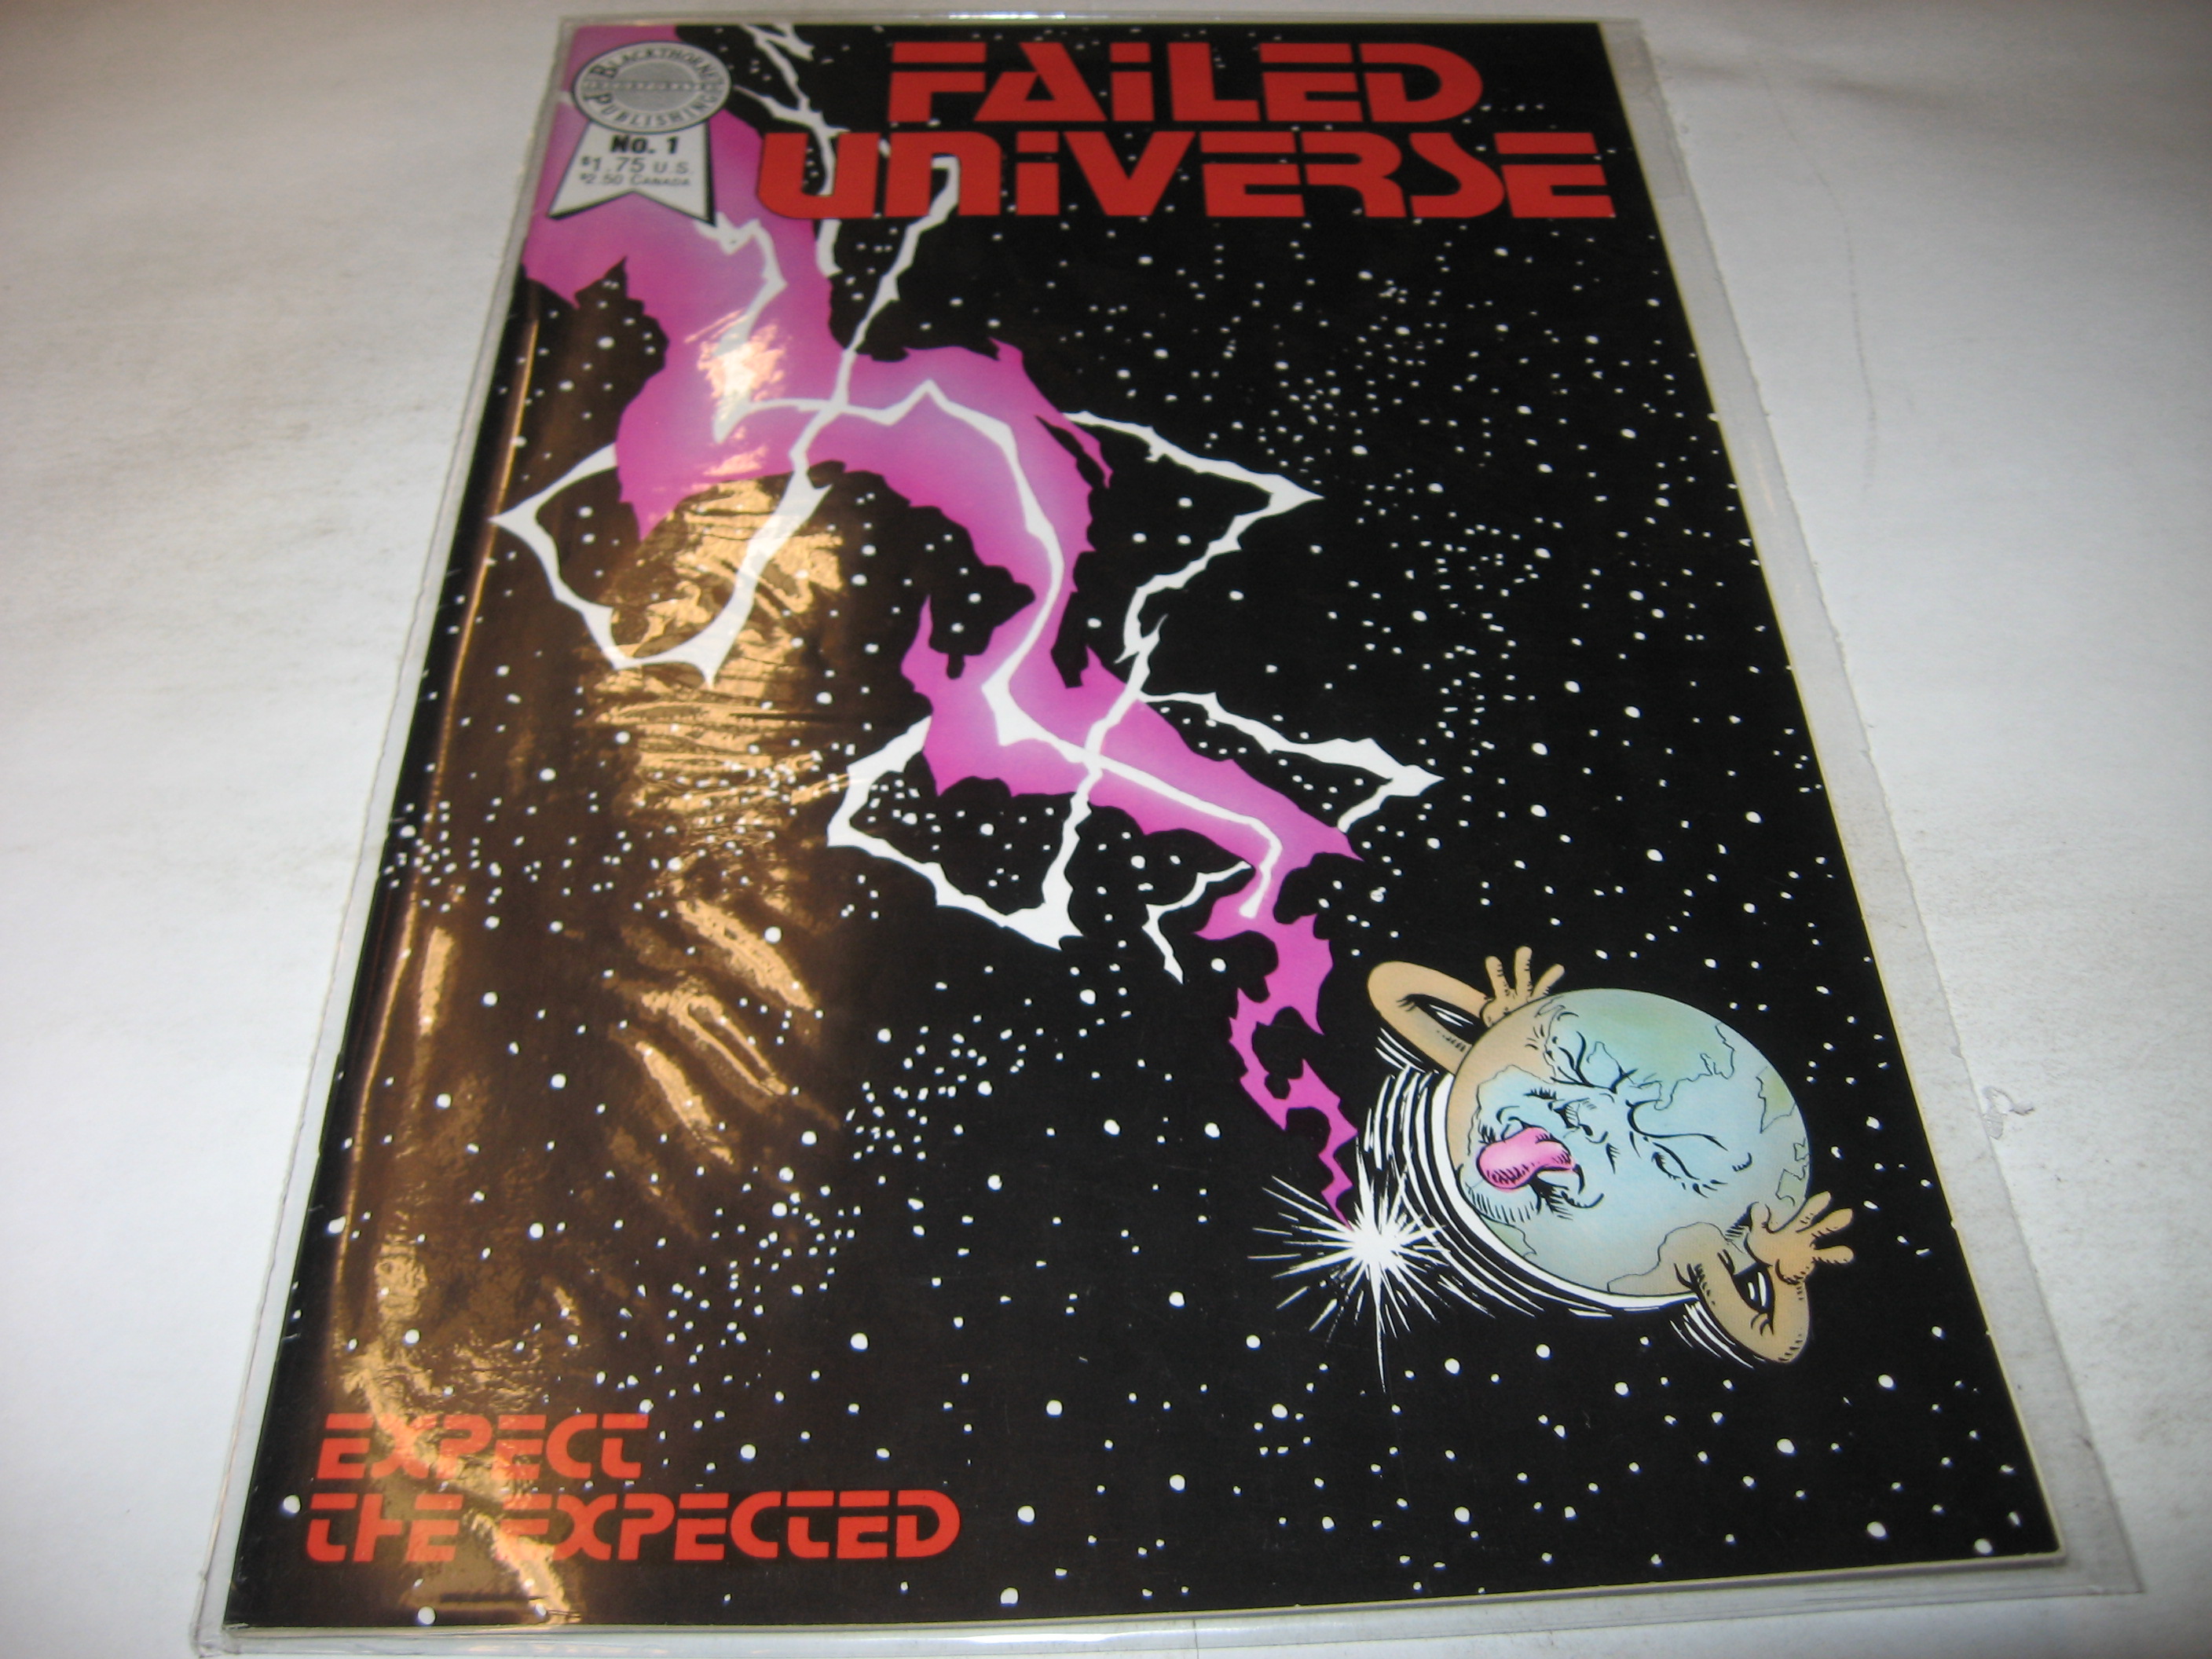 BLACKTHORNE
PUBLISHING
No. 1
$1.75 U.S.
$2.50 CANADA
FAiLED
UNiVERSE
EXPECT
THE EXPECTED